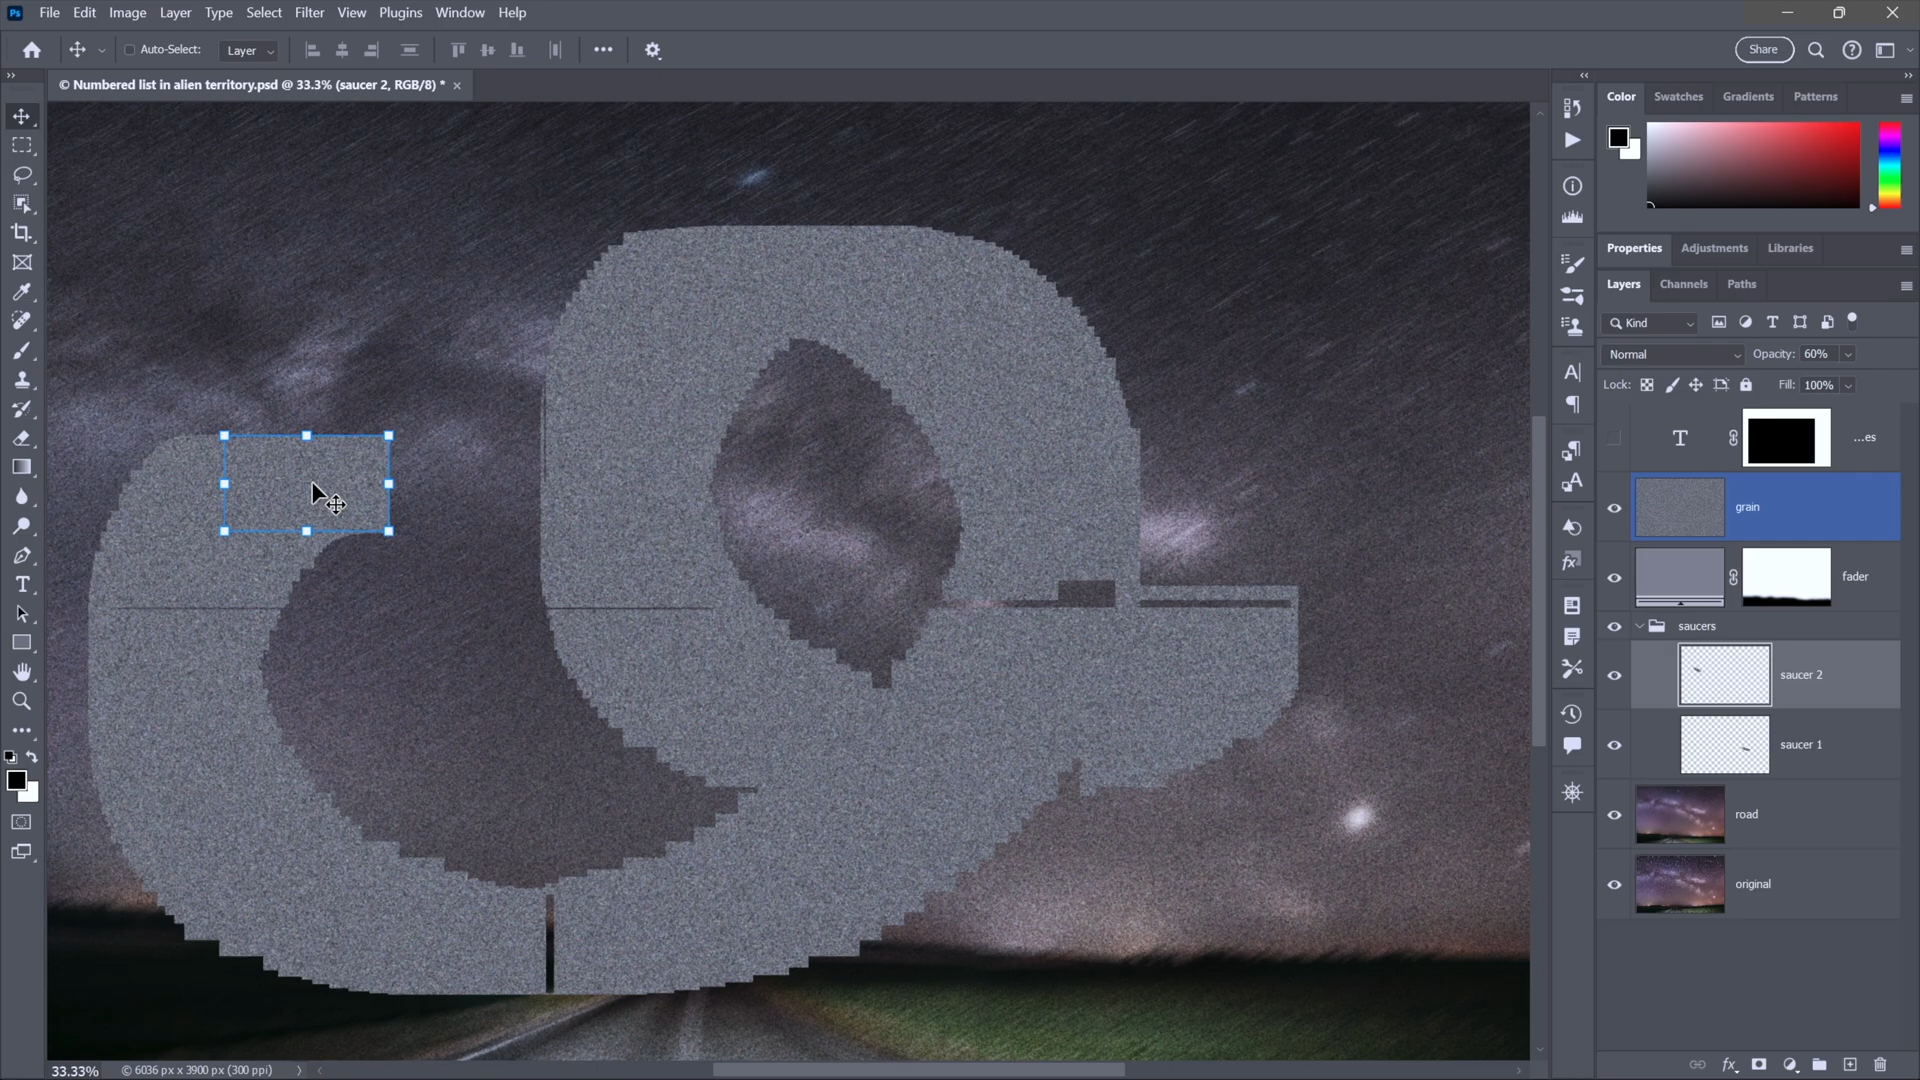 Ps File Edit Image Layer Type Select Filter View Plugins Window Help
Auto-Select: Layer Share
© Numbered list in alien territory.psd @ 33.3% (saucer 2, RGB/8) *
Color Swatches Gradients Patterns
Properties Adjustments Libraries
Layers Channels Paths
Kind
Normal Opacity: 60%
Lock: Fill: 100%
T ...es
grain
fader
saucers
saucer 2
saucer 1
road
original
33.33% © 6036 px x 3900 px (300 ppi)
fx